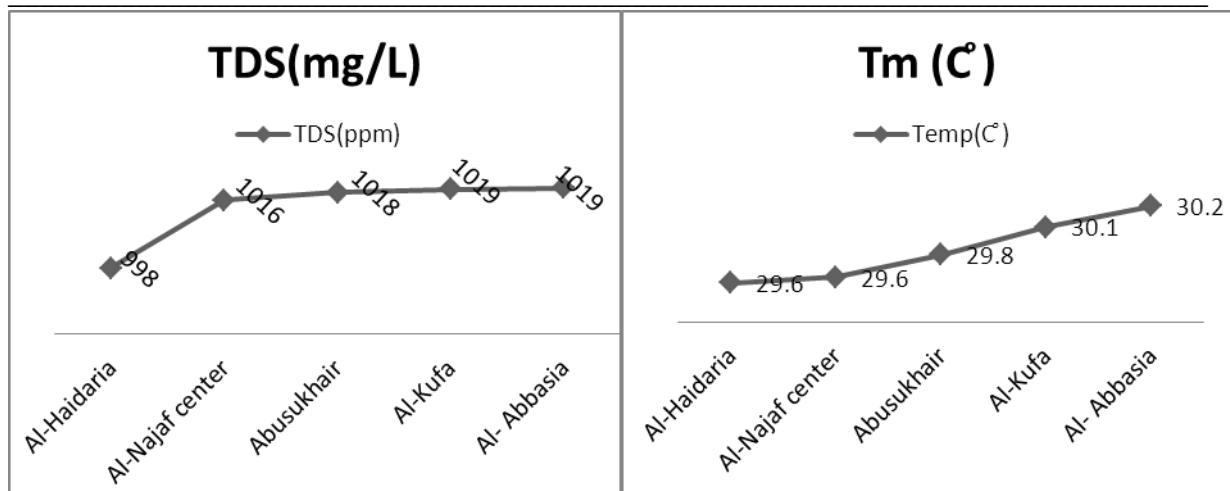 TDS(mg/L)
TDS(ppm)
998
1016
1018
1019
1019
Al-Haidaria
Al-Najaf center
Abusukhair
Al-Kufa
Al- Abbasia
Tm (C̊)
Temp(C̊)
29.6
29.6
29.8
30.1
30.2
Al-Haidaria
Al-Najaf center
Abusukhair
Al-Kufa
Al- Abbasia